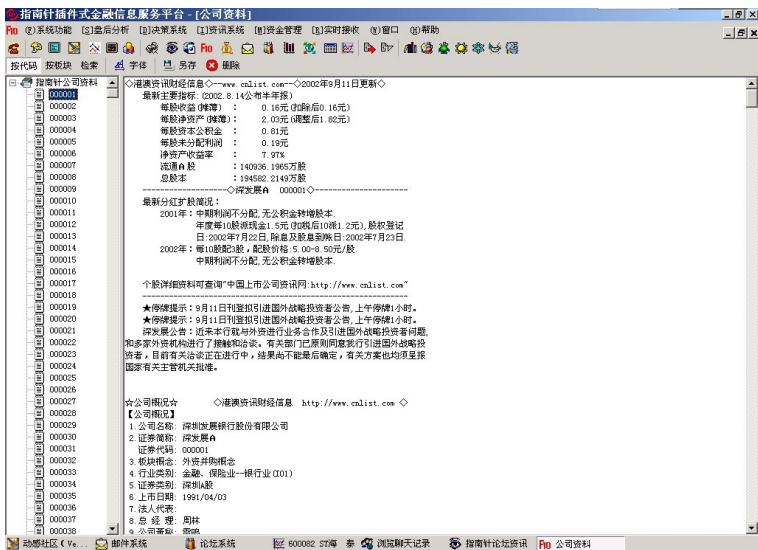 指南针插件式金融信息服务平台 - [公司资料]
(F)系统功能 [S]盘后分析 [D]决策系统 [I]资讯系统 [M]资金管理 [R]实时接收 (W)窗口 (H)帮助
按代码 按板块 检索 字体 另存 删除
指南针公司资料
000001
000002
000003
000004
000005
000006
000007
000008
000009
000010
000011
000012
000013
000014
000015
000016
000017
000018
000019
000020
000021
000022
000023
000024
000025
000026
000027
000028
000029
000030
000031
000032
000033
000034
000035
000036
000037
000038
◇港澳资讯财经信息◇--www.cnlist.com--◇2002年9月11日更新◇
最新主要指标:(2002.8.14公布半年报)
每股收益(摊薄) : 0.16元(扣除后0.16元)
每股净资产(摊薄): 2.03元(调整后1.82元)
每股资本公积金 : 0.81元
每股未分配利润 : 0.19元
净资产收益率 : 7.97%
流通A股 :140936.1965万股
总股本 :194582.2149万股
-------------------◇深发展A 000001◇---------------------
最新分红扩股简况:
2001年:中期利润不分配,无公积金转增股本.
年度每10股派现金1.5元(扣税后10派1.2元),股权登记
日:2002年7月22日,除息及股息到帐日:2002年7月23日.
2002年:每10股配3股,配股价格:5.00-8.50元/股.
中期利润不分配,无公积金转增股本.
个股详细资料可查询"中国上市公司资讯网:http://www.cnlist.com"
------------------------------------------------------------
★停牌提示:9月11日刊登拟引进国外战略投资者公告,上午停牌1小时。
★停牌提示:9月11日刊登拟引进国外战略投资者公告,上午停牌1小时。
深发展公告:近来本行就与外资进行业务合作及引进国外战略投资者问题,
和多家外资机构进行了接触和洽谈。有关部门已原则同意我行引进国外战略投
资者,目前有关洽谈正在进行中,结果尚不能最后确定,有关方案也均须呈报
国家有关主管机关批准。
☆公司概况☆ ◇港澳资讯财经信息 http://www.cnlist.com ◇
【公司概况】
1.公司名称: 深圳发展银行股份有限公司
2.证券简称: 深发展A
证券代码: 000001
3.板块概念: 外资并购概念
4.行业类别: 金融、保险业--银行业(I01)
5.证券类别: 深圳A股
6.上市日期: 1991/04/03
7.法人代表:
8.总 经 理: 周林
9.公司董秘: 雷鸣
动感社区(Ve... 邮件系统 论坛系统 600082 ST海 泰 浏览聊天记录 指南针论坛资讯 公司资料